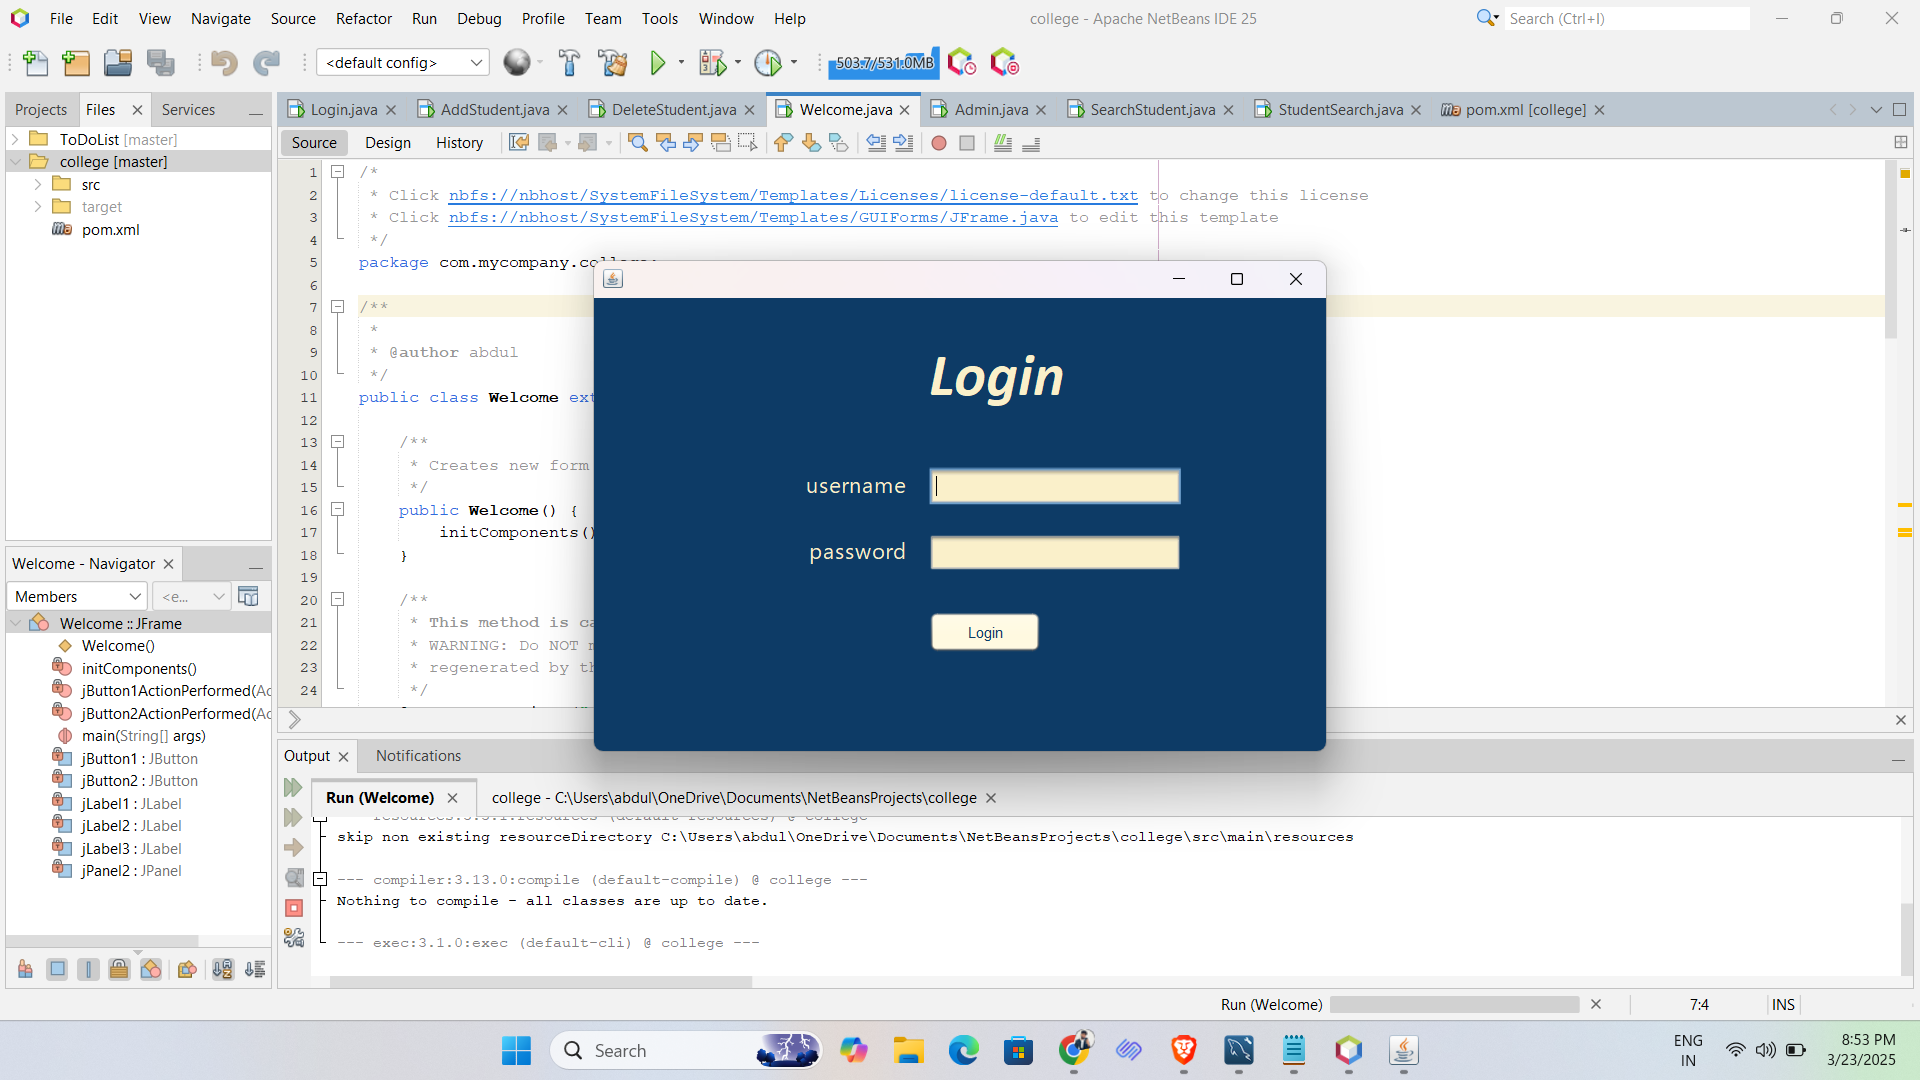 File Edit View Navigate Source Refactor Run Debug Profile Team Tools Window Help
college - Apache NetBeans IDE 25
Search (Ctrl+I)
<default config>
503.7/531.0MB
Projects Files Services
Login.java AddStudent.java DeleteStudent.java Welcome.java Admin.java SearchStudent.java StudentSearch.java pom.xml [college]
Source Design History
ToDoList [master]
college [master]
src
target
pom.xml
1 /*
2 * Click nbfs://nbhost/SystemFileSystem/Templates/Licenses/license-default.txt to change this license
3 * Click nbfs://nbhost/SystemFileSystem/Templates/GUIForms/JFrame.java to edit this template
4 */
5 package com.mycompany.college;
6
7 /**
8 *
9 * @author abdul
10 */
11 public class Welcome ext
12
13 /**
14 * Creates new form
15 */
16 public Welcome() {
17 initComponents()
18 }
19
20 /**
21 * This method is ca
22 * WARNING: Do NOT m
23 * regenerated by th
24 */
Login
username
password
Login
Welcome - Navigator
Members
<e...
Welcome :: JFrame
Welcome()
initComponents()
jButton1ActionPerformed(Ac
jButton2ActionPerformed(Ac
main(String[] args)
jButton1 : JButton
jButton2 : JButton
jLabel1 : JLabel
jLabel2 : JLabel
jLabel3 : JLabel
jPanel2 : JPanel
Output Notifications
Run (Welcome) college - C:\Users\abdul\OneDrive\Documents\NetBeansProjects\college
skip non existing resourceDirectory C:\Users\abdul\OneDrive\Documents\NetBeansProjects\college\src\main\resources
--- compiler:3.13.0:compile (default-compile) @ college ---
Nothing to compile - all classes are up to date.
--- exec:3.1.0:exec (default-cli) @ college ---
Run (Welcome)
7:4 INS
Search
ENG
IN
8:53 PM
3/23/2025